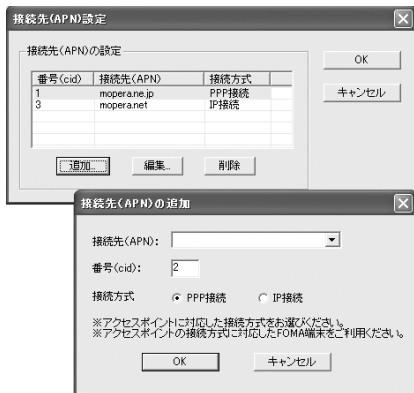 接続先(APN)設定
接続先(APN)の設定
番号(cid) 接続先(APN) 接続方式
1 mopera.ne.jp PPP接続
3 mopera.net IP接続
追加... 編集... 削除
OK
キャンセル
接続先(APN)の追加
接続先(APN):
番号(cid): 2
接続方式 PPP接続 IP接続
※アクセスポイントに対応した接続方式をお選びください。
※アクセスポイントの接続方式に対応したFOMA端末をご利用ください。
OK キャンセル